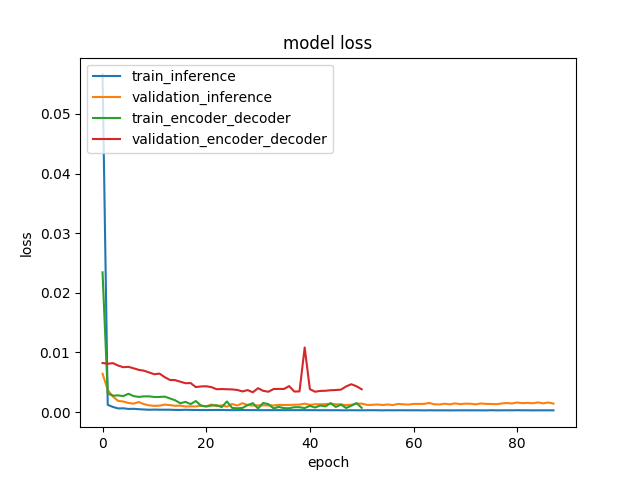 model loss
train_inference
validation_inference
train_encoder_decoder
validation_encoder_decoder
0.05
0.04
0.03
0.02
0.01
0.00
loss
0 20 40 60 80
epoch